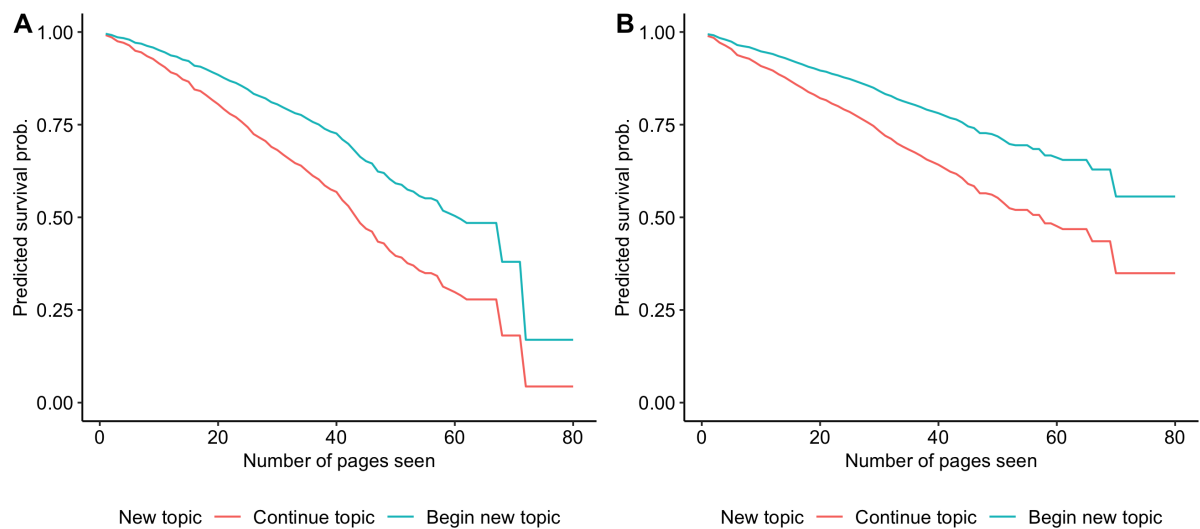 A
1.00
0.75
0.50
0.25
0.00
Predicted survival prob.
0 20 40 60 80
Number of pages seen
New topic Continue topic Begin new topic
B
1.00
0.75
0.50
0.25
0.00
Predicted survival prob.
0 20 40 60 80
Number of pages seen
New topic Continue topic Begin new topic